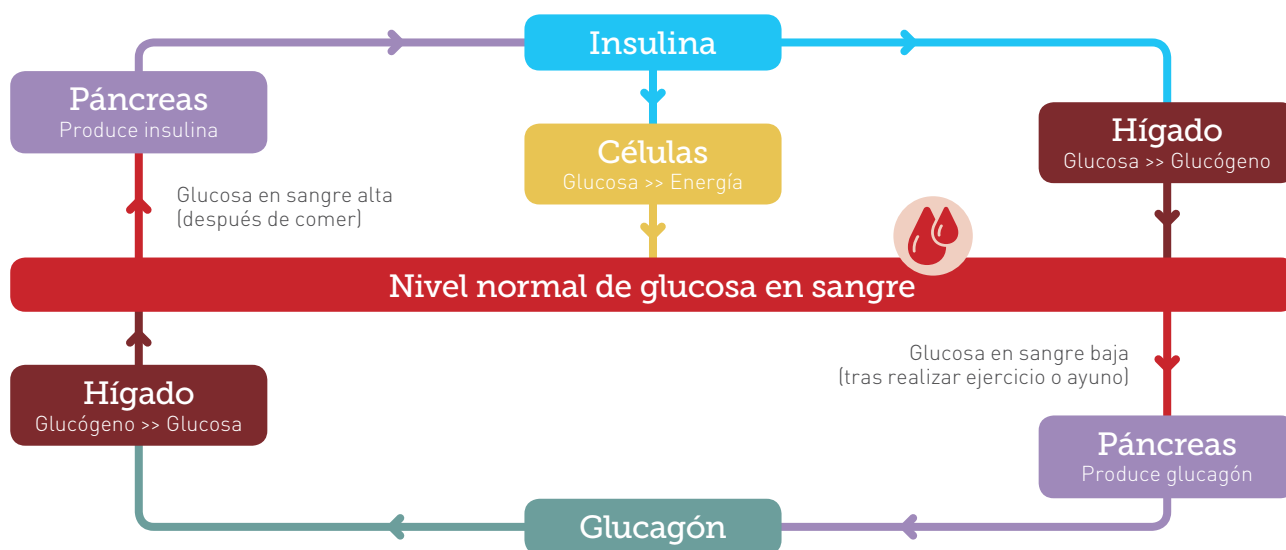 Insulina
Páncreas
Produce insulina
Células
Glucosa >> Energía
Hígado
Glucosa >> Glucógeno
Glucosa en sangre alta
(después de comer)
Nivel normal de glucosa en sangre
Glucosa en sangre baja
(tras realizar ejercicio o ayuno)
Hígado
Glucógeno >> Glucosa
Páncreas
Produce glucagón
Glucagón